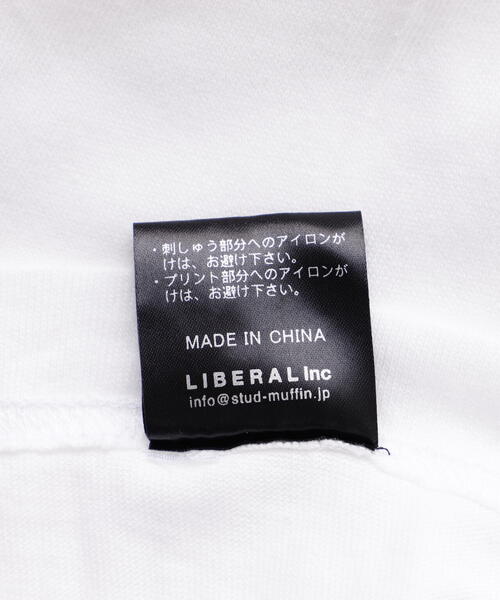 ・刺しゅう部分へのアイロンが
けは、お避け下さい。
・プリント部分へのアイロンが
けは、お避け下さい。
MADE IN CHINA
LIBERAL Inc
info@stud-muffin.jp